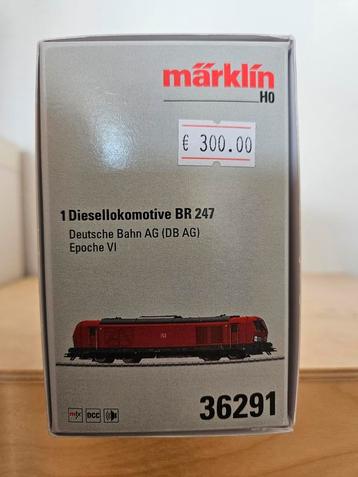 märklin
H0
€ 300.00
1 Diesellokomotive BR 247
Deutsche Bahn AG (DB AG)
Epoche VI
DB
36291
mfx DCC